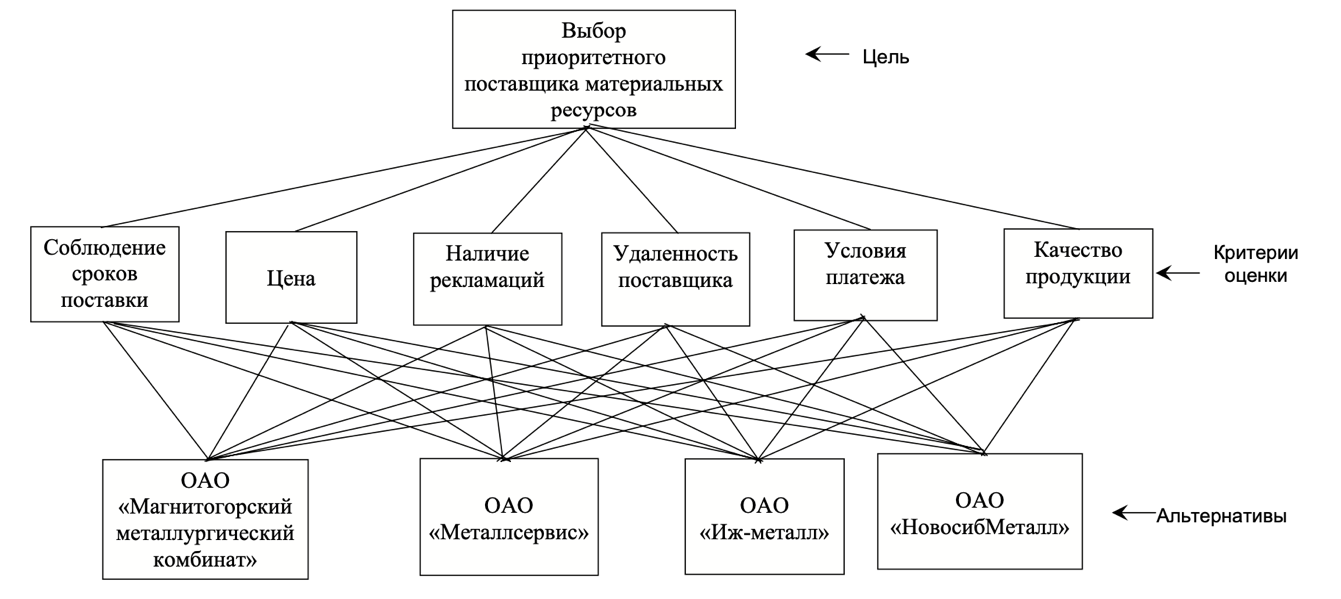 Выбор
приоритетного
поставщика материальных
ресурсов
Цель
Соблюдение
сроков
поставки
Цена
Наличие
рекламаций
Удаленность
поставщика
Условия
платежа
Качество
продукции
Критерии
оценки
ОАО
«Магнитогорский
металлургический
комбинат»
ОАО
«Металлсервис»
ОАО
«Иж-металл»
ОАО
«НовосибМеталл»
Альтернативы